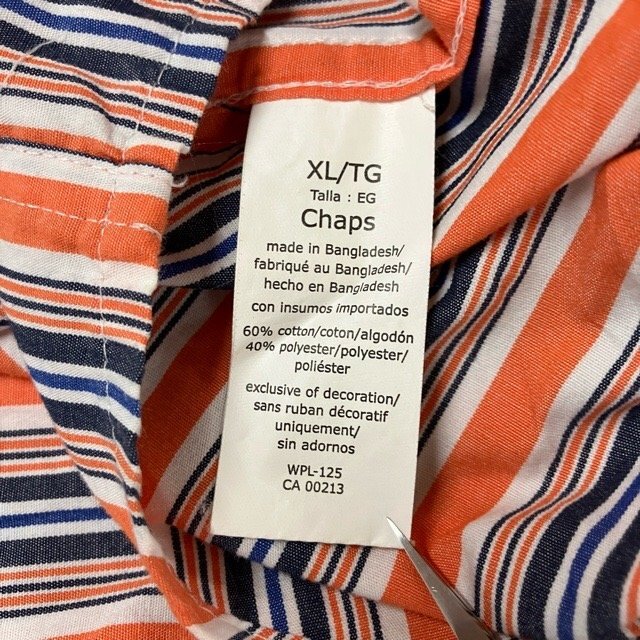 XL/TG
Talla : EG
Chaps
made in Bangladesh/
fabriqué au Bangladesh/
hecho en Bangladesh
con insumos importados
60% cotton/coton/algodón
40% polyester/polyester/
poliéster
exclusive of decoration/
sans ruban décoratif
uniquement/
sin adornos
WPL-125
CA 00213